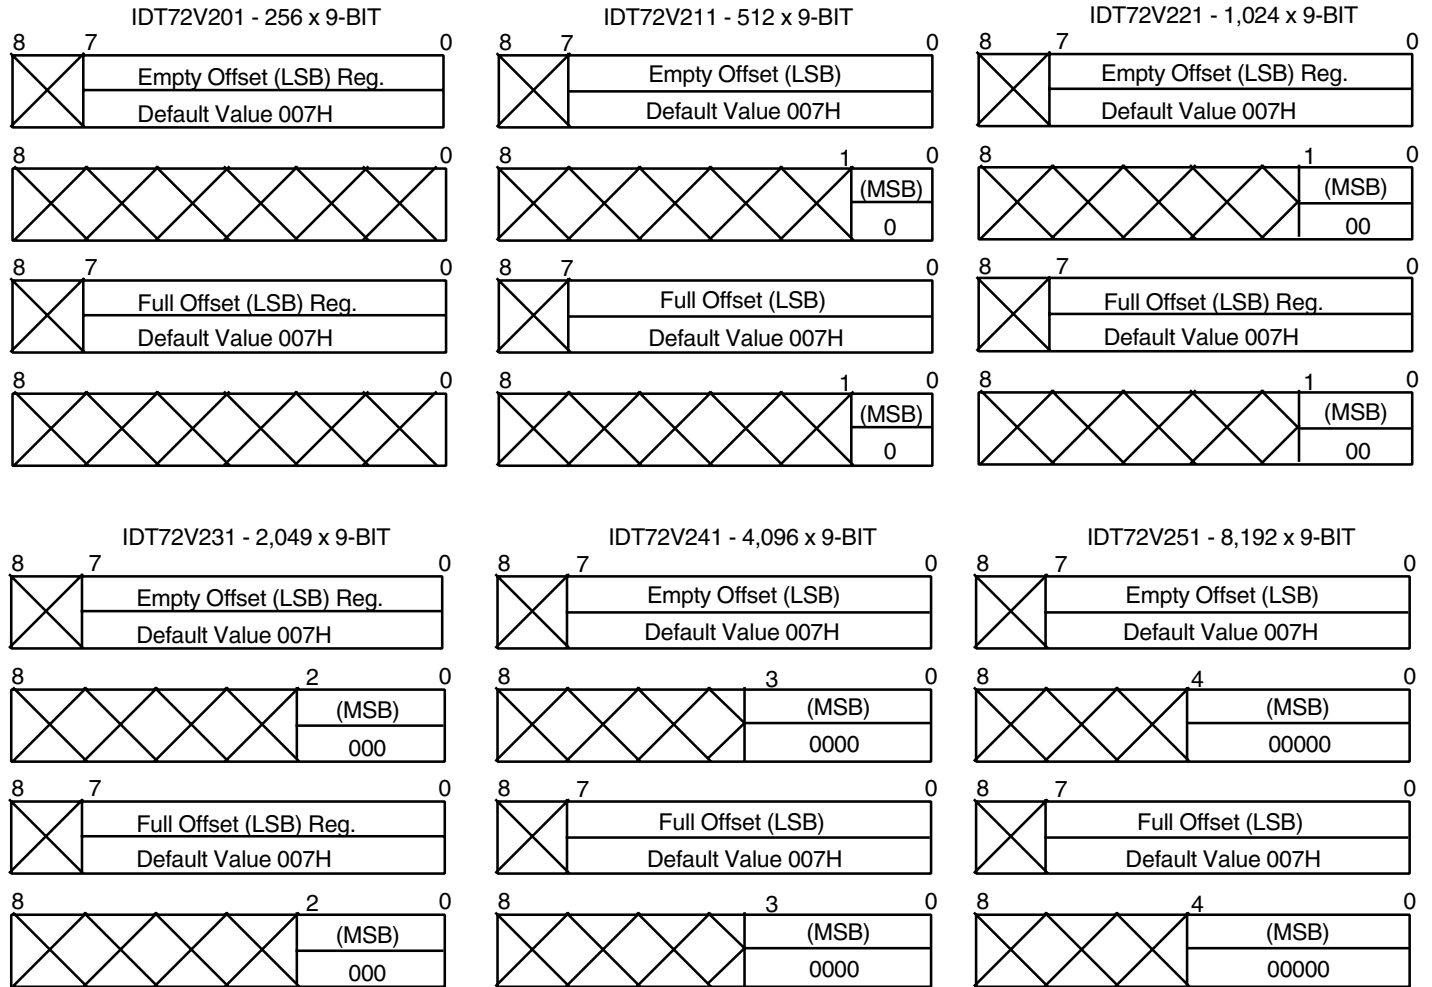 IDT72V201 - 256 x 9-BIT
8 7 0
Empty Offset (LSB) Reg.
Default Value 007H
8 0
8 7 0
Full Offset (LSB) Reg.
Default Value 007H
8 0
IDT72V211 - 512 x 9-BIT
8 7 0
Empty Offset (LSB)
Default Value 007H
8 1 0
(MSB)
0
8 7 0
Full Offset (LSB)
Default Value 007H
8 1 0
(MSB)
0
IDT72V221 - 1,024 x 9-BIT
8 7 0
Empty Offset (LSB) Reg.
Default Value 007H
8 1 0
(MSB)
00
8 7 0
Full Offset (LSB) Reg.
Default Value 007H
8 1 0
(MSB)
00
IDT72V231 - 2,049 x 9-BIT
8 7 0
Empty Offset (LSB) Reg.
Default Value 007H
8 2 0
(MSB)
000
8 7 0
Full Offset (LSB) Reg.
Default Value 007H
8 2 0
(MSB)
000
IDT72V241 - 4,096 x 9-BIT
8 7 0
Empty Offset (LSB)
Default Value 007H
8 3 0
(MSB)
0000
8 7 0
Full Offset (LSB)
Default Value 007H
8 3 0
(MSB)
0000
IDT72V251 - 8,192 x 9-BIT
8 7 0
Empty Offset (LSB)
Default Value 007H
8 4 0
(MSB)
00000
8 7 0
Full Offset (LSB)
Default Value 007H
8 4 0
(MSB)
00000